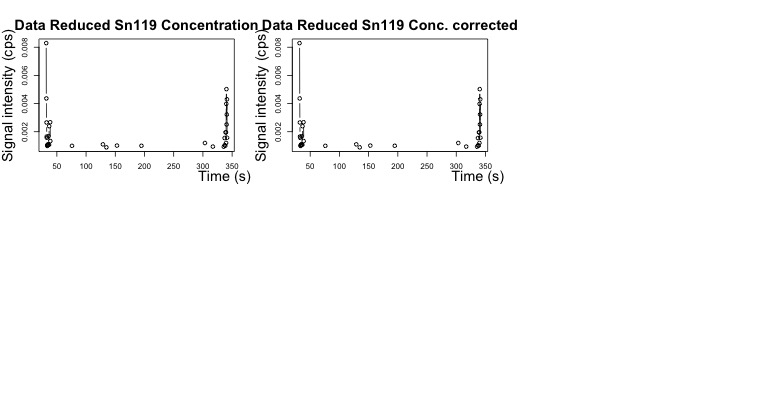 Data Reduced Sn119 Concentration
Signal intensity (cps)
0.002 0.004 0.006 0.008
50 100 150 200 250 300 350
Time (s)
Data Reduced Sn119 Conc. corrected
Signal intensity (cps)
0.002 0.004 0.006 0.008
50 100 150 200 250 300 350
Time (s)